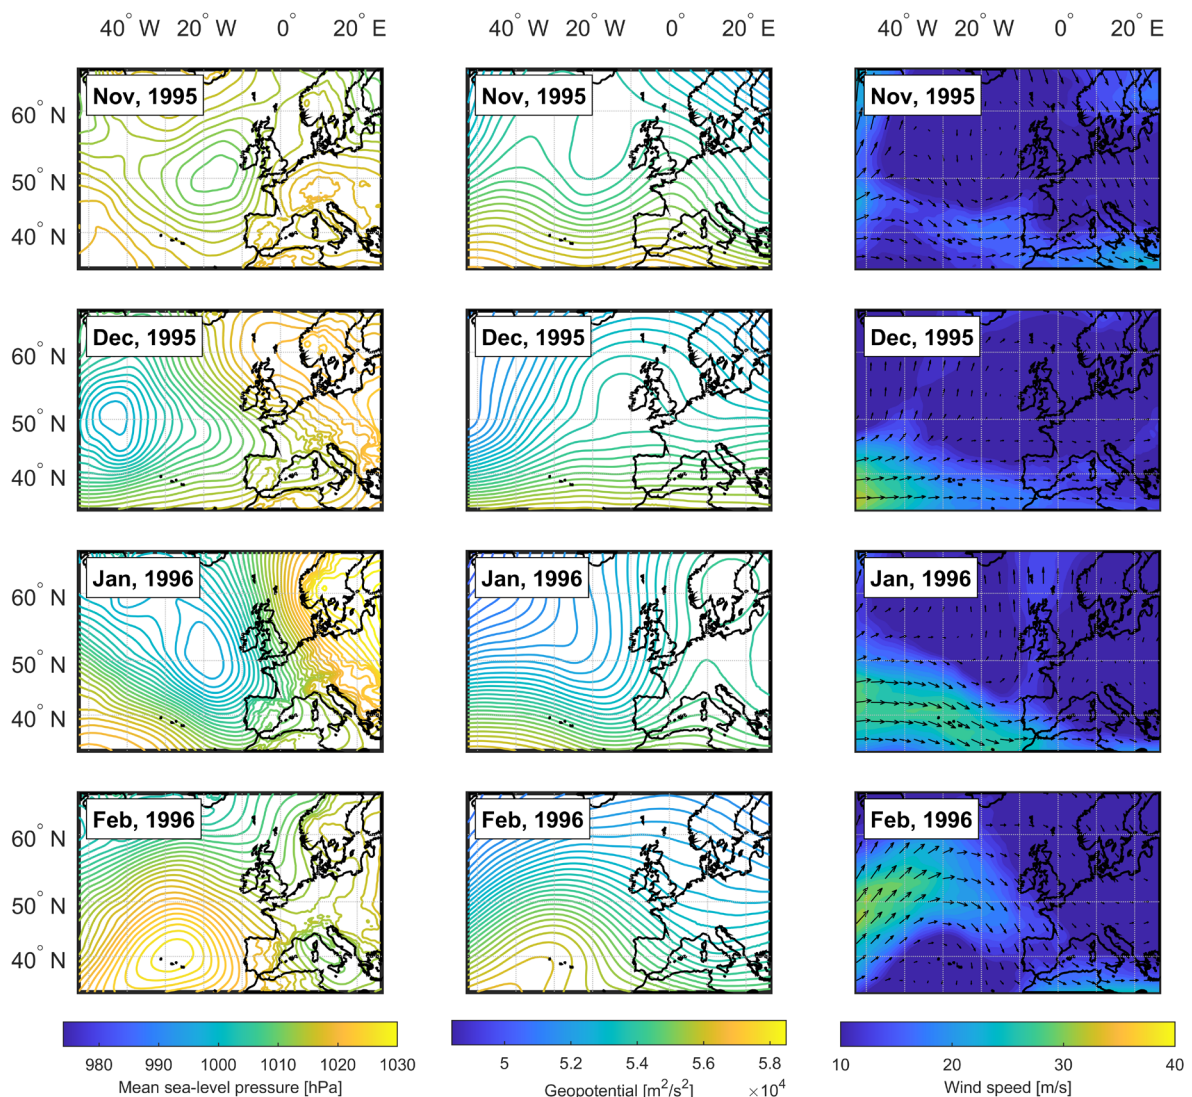 40° W 20° W 0° 20° E
40° W 20° W 0° 20° E
40° W 20° W 0° 20° E
60° N
50° N
40° N
Nov, 1995
Nov, 1995
Nov, 1995
60° N
50° N
40° N
Dec, 1995
Dec, 1995
Dec, 1995
60° N
50° N
40° N
Jan, 1996
Jan, 1996
Jan, 1996
60° N
50° N
40° N
Feb, 1996
Feb, 1996
Feb, 1996
980 990 1000 1010 1020 1030
Mean sea-level pressure [hPa]
5 5.2 5.4 5.6 5.8
Geopotential [m²/s²]
×10⁴
10 20 30 40
Wind speed [m/s]